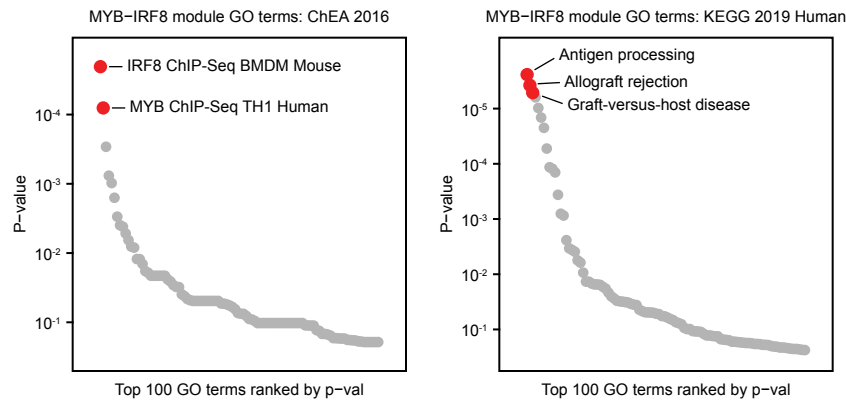 MYB−IRF8 module GO terms: ChEA 2016
IRF8 ChIP-Seq BMDM Mouse
MYB ChIP-Seq TH1 Human
P−value
10-4
10-3
10-2
10-1
Top 100 GO terms ranked by p−val
MYB−IRF8 module GO terms: KEGG 2019 Human
Antigen processing
Allograft rejection
Graft-versus-host disease
P−value
10-5
10-4
10-3
10-2
10-1
Top 100 GO terms ranked by p−val